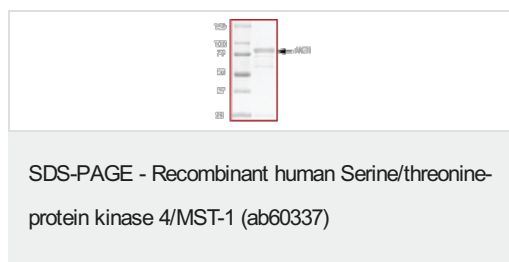 SDS-PAGE - Recombinant human Serine/threonine-
protein kinase 4/MST-1 (ab60337)